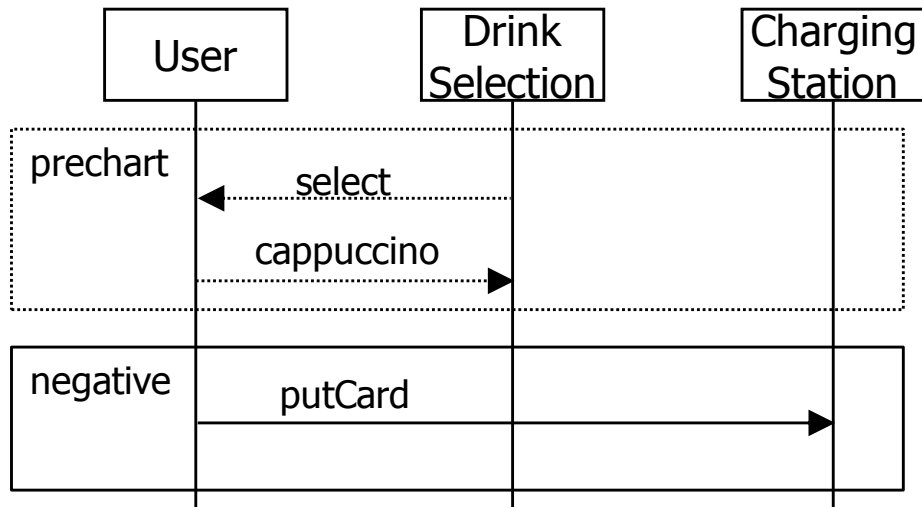 User
Drink
Selection
Charging
Station
prechart
select
cappuccino
negative
putCard